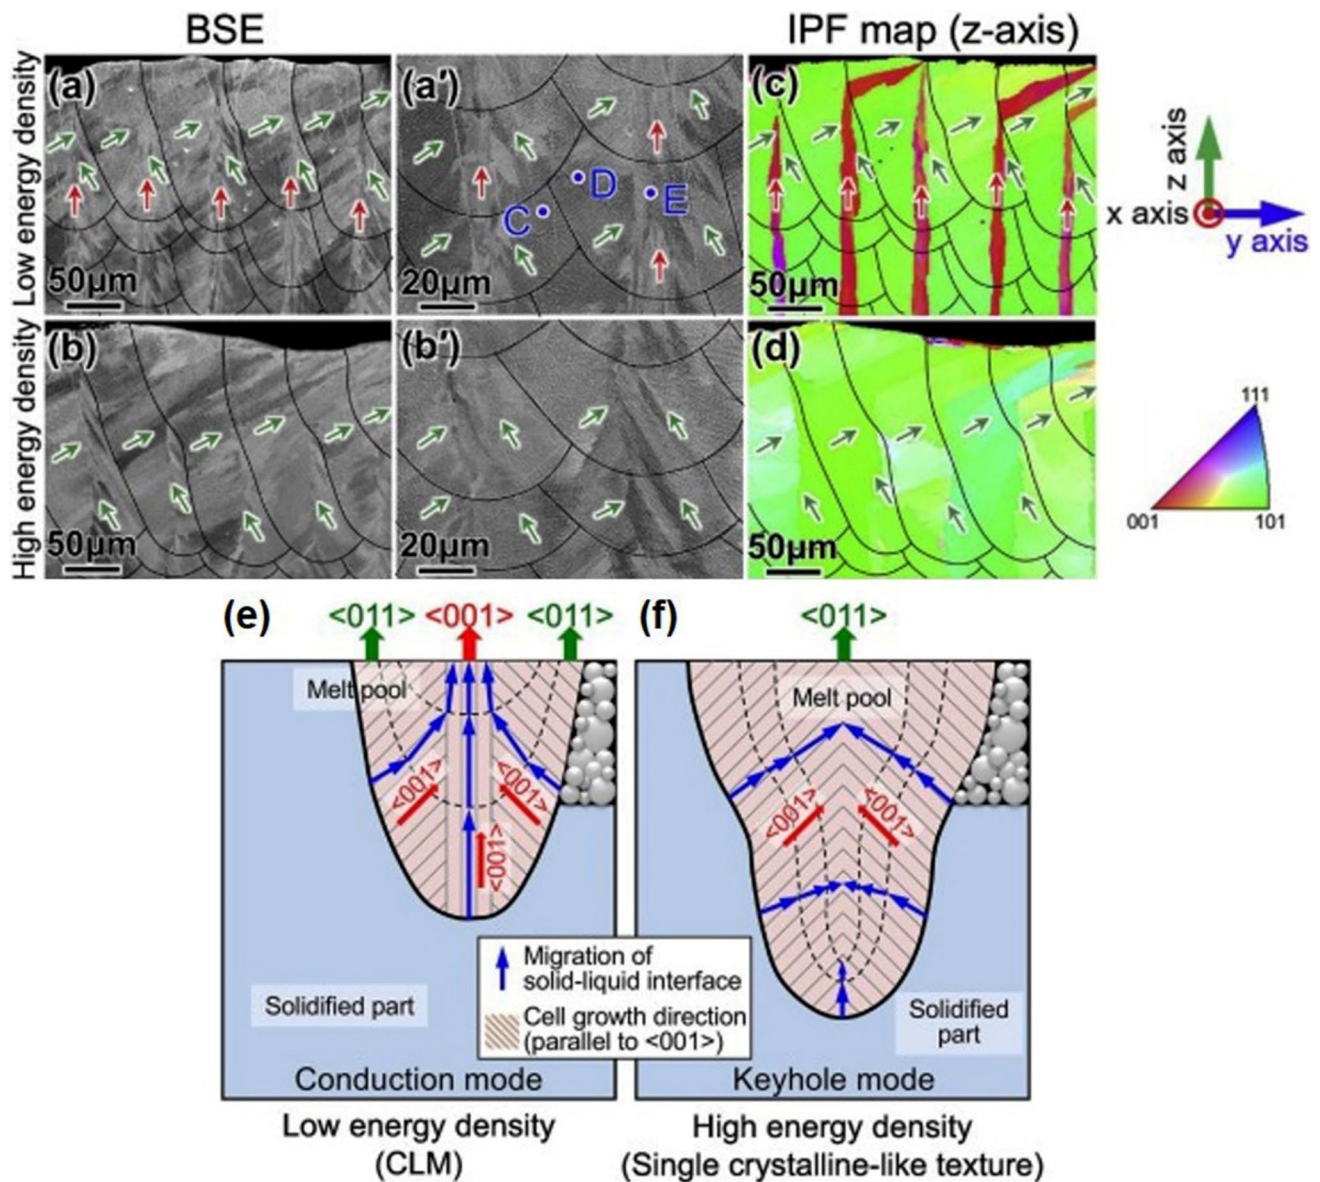 BSE
IPF map (z-axis)
Low energy density
(a)
50μm
(a′)
C
D
E
20μm
(c)
50μm
z axis
x axis
y axis
High energy density
(b)
50μm
(b′)
20μm
(d)
50μm
111
001
101
(e)
<011>
<001>
<011>
Melt pool
<001>
<001>
<001>
Solidified part
Conduction mode
Low energy density
(CLM)
(f)
<011>
Melt pool
<001>
<001>
Solidified
part
Keyhole mode
High energy density
(Single crystalline-like texture)
Migration of
solid-liquid interface
Cell growth direction
(parallel to <001>)